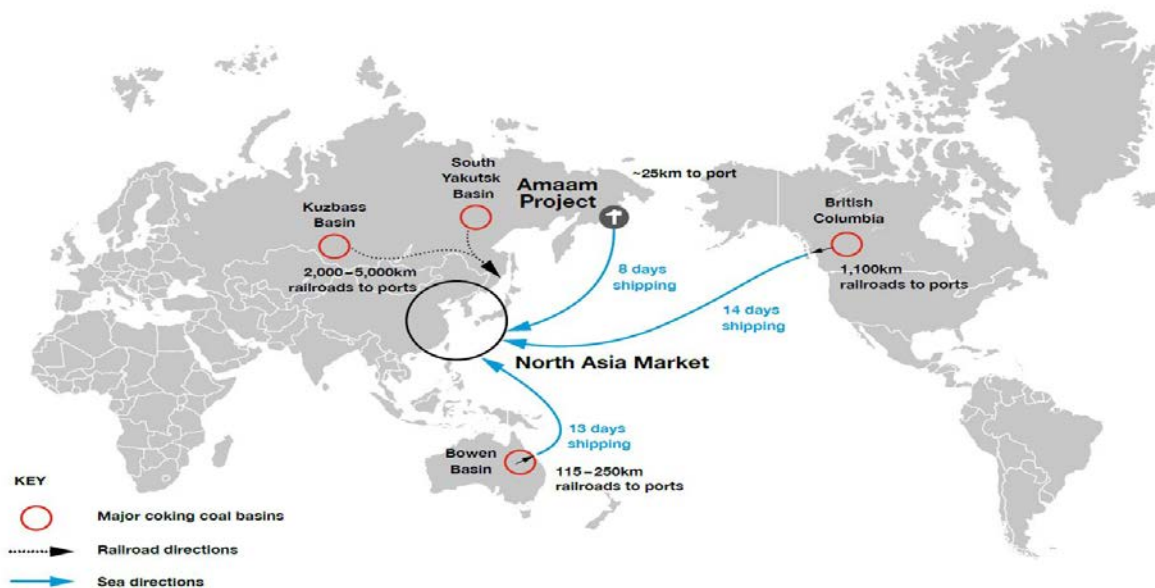 South
Yakutsk
Basin
Amaam
Project
~25km to port
Kuzbass
Basin
British
Columbia
2,000–5,000km
railroads to ports
8 days
shipping
1,100km
railroads to ports
14 days
shipping
North Asia Market
13 days
shipping
Bowen
Basin
115–250km
railroads to ports
KEY
Major coking coal basins
Railroad directions
Sea directions